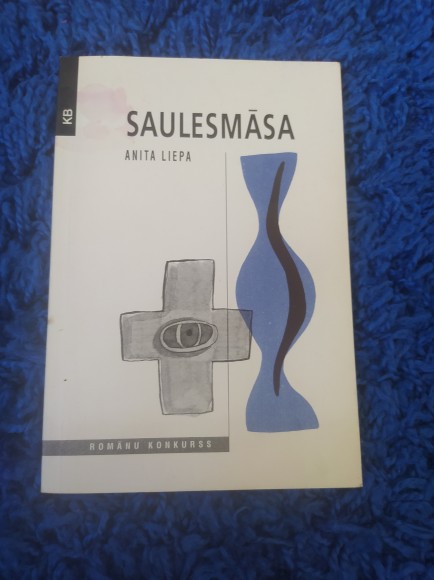 KB
SAULESMĀSA
ANITA LIEPA
ROMĀNU KONKURSS